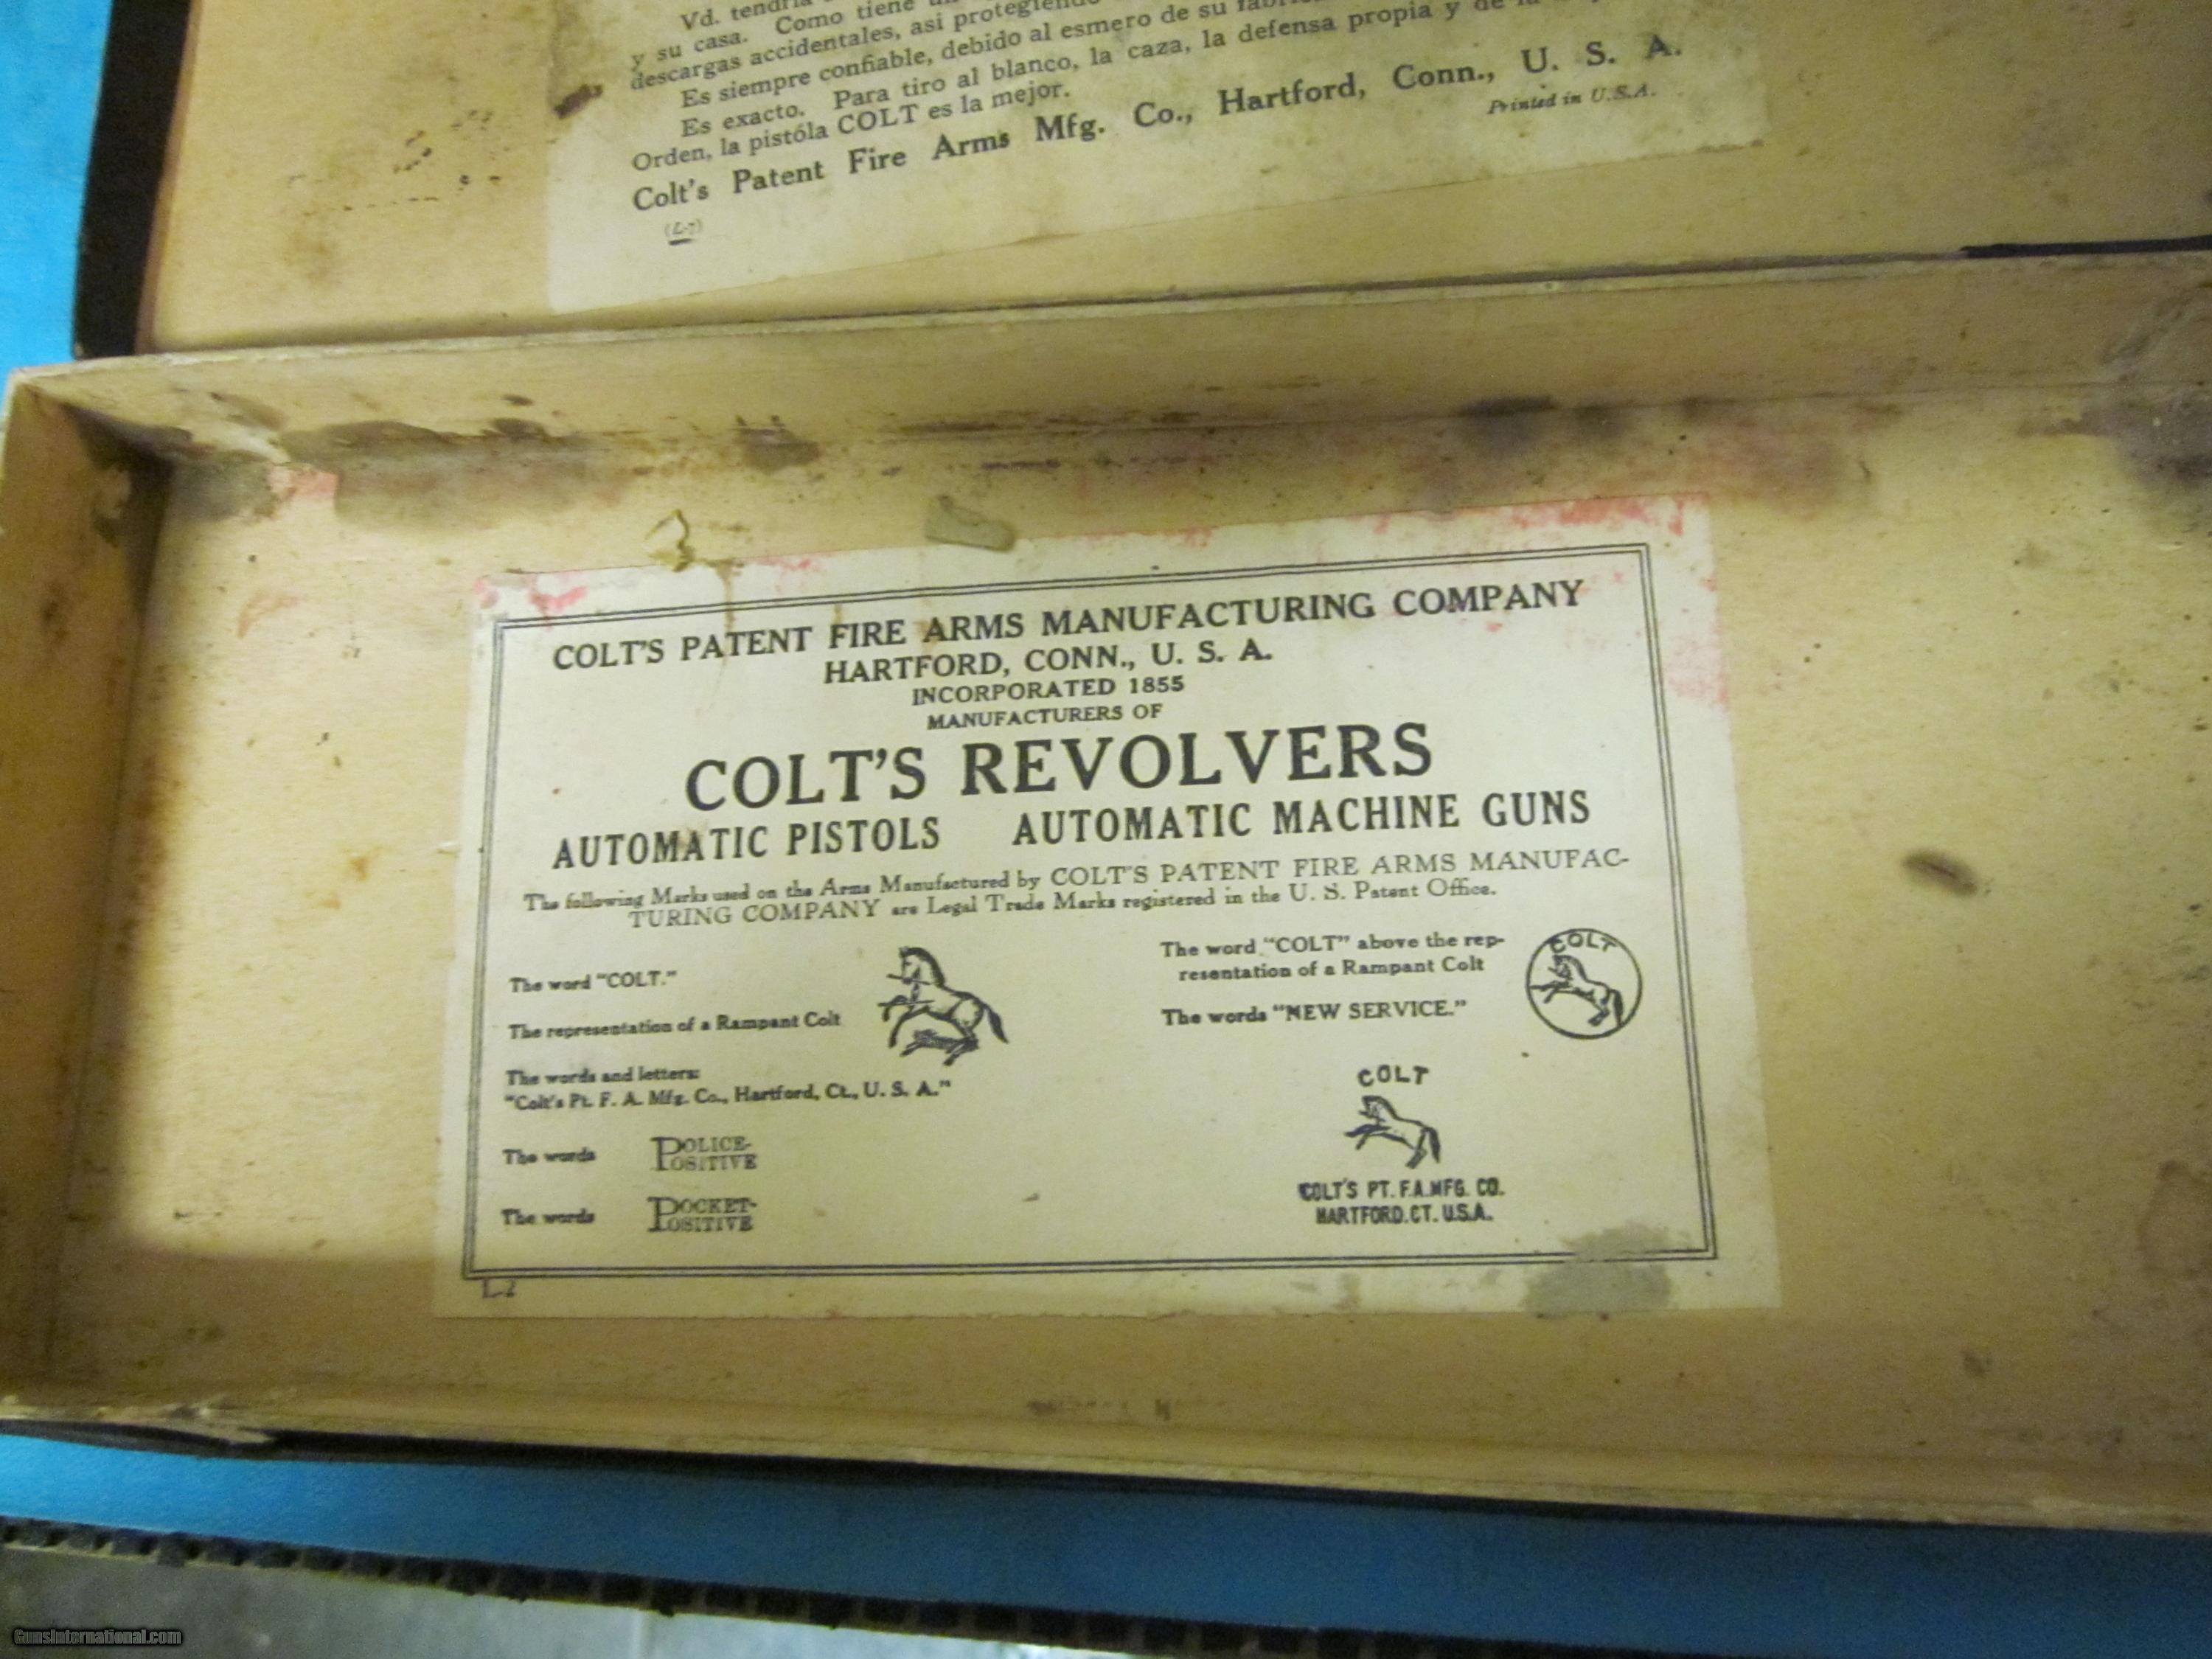 Vd. tendría
y su casa. Como tiene
descargas accidentales, asi protegiendo
Es siempre confiable, debido al esmero de su
Es exacto. Para tiro al blanco, la caza, la defensa propia y de
Orden, la pistóla COLT es la mejor.
Colt's Patent Fire Arms Mfg. Co., Hartford, Conn., U. S. A.
Printed in U.S.A.
(L-7)
COLT'S PATENT FIRE ARMS MANUFACTURING COMPANY
HARTFORD, CONN., U. S. A.
INCORPORATED 1855
MANUFACTURERS OF
COLT'S REVOLVERS
AUTOMATIC PISTOLS AUTOMATIC MACHINE GUNS
The following Marks used on the Arms Manufactured by COLT'S PATENT FIRE ARMS MANUFAC-
TURING COMPANY are Legal Trade Marks registered in the U. S. Patent Office.
The word "COLT."
The representation of a Rampant Colt
The words and letters:
"Colt's Pt. F. A. Mfg. Co., Hartford, Ct., U. S. A."
The words POLICE-
POSITIVE
The words POCKET-
POSITIVE
The word "COLT" above the rep-
resentation of a Rampant Colt
COLT
The words "NEW SERVICE."
COLT
COLT'S PT. F.A.MFG. CO.
HARTFORD.CT. U.S.A.
L-2
GunsInternational.com